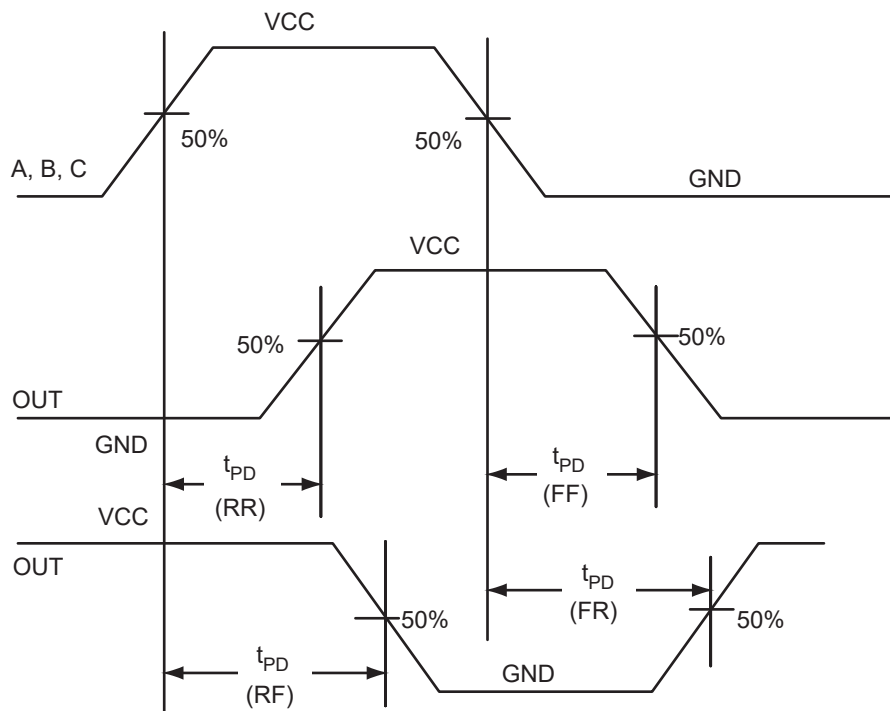 VCC
50%
50%
A, B, C
GND
VCC
50%
50%
OUT
GND
tPD
(RR)
tPD
(FF)
VCC
OUT
tPD
(FR)
50%
50%
tPD
(RF)
GND